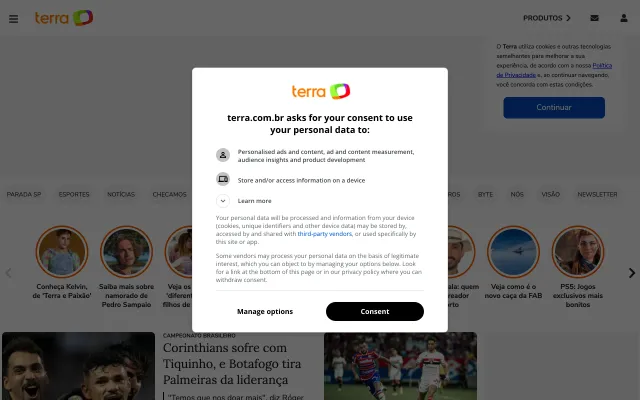 terra
PRODUTOS
O Terra utiliza cookies e outras tecnologias
semelhantes para melhorar a sua
experiência, de acordo com a nossa Política
de Privacidade e, ao continuar navegando,
você concorda com estas condições.
Continuar
terra
terra.com.br asks for your consent to use
your personal data to:
Personalised ads and content, ad and content measurement,
audience insights and product development
Store and/or access information on a device
Learn more
Your personal data will be processed and information from your device
(cookies, unique identifiers and other device data) may be stored by,
accessed by and shared with third-party vendors, or used specifically by
this site or app.
Some vendors may process your personal data on the basis of legitimate
interest, which you can object to by managing your options below. Look
for a link at the bottom of this page or in our privacy policy where you can
withdraw consent.
Manage options
Consent
PARADA SP ESPORTES NOTÍCIAS CHECAMOS
BYTE NÓS VISÃO NEWSLETTER
Conheça Kolvin,
de 'Terra e Paixão'
Saiba mais sobre
namorado de
Pedro Sampaio
Veja os
'diferent
filhos de
ala: quem
reador
orto
Veja como é o
novo caça da FAB
PS5: Jogos
exclusivos mais
bonitos
CAMPEONATO BRASILEIRO
Corinthians sofre com
Tiquinho, e Botafogo tira
Palmeiras da liderança
"Temos que nos doar mais", diz Róger